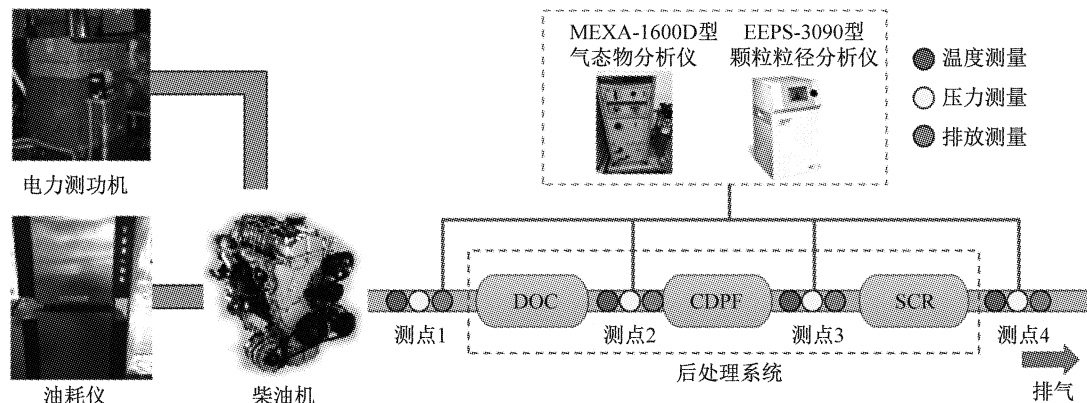 MEXA-1600D型
气态物分析仪
EEPS-3090型
颗粒粒径分析仪
温度测量
压力测量
排放测量
电力测功机
DOC
CDPF
SCR
测点1
测点2
测点3
测点4
后处理系统
排气
油耗仪
柴油机